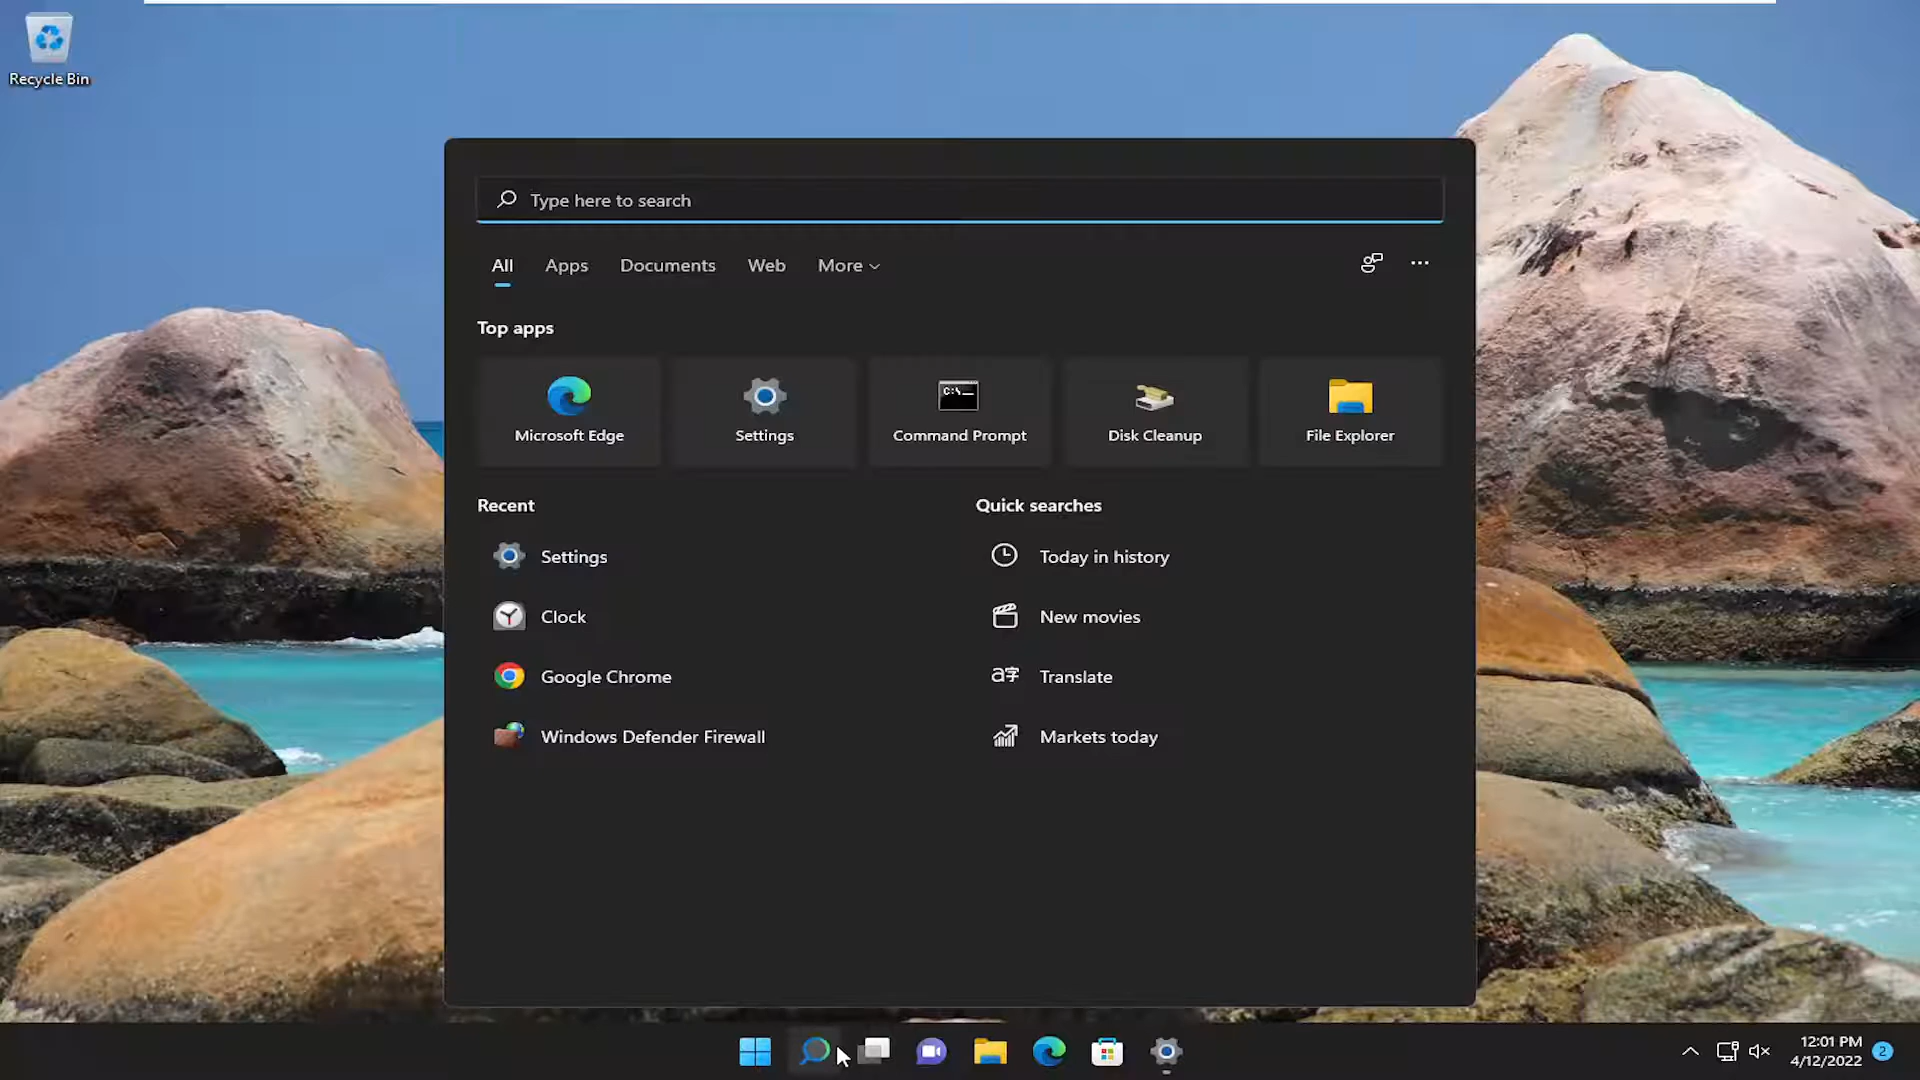 Recycle Bin
Type here to search
All
Apps
Documents
Web
More
Top apps
Microsoft Edge
Settings
Command Prompt
Disk Cleanup
File Explorer
Recent
Quick searches
Settings
Today in history
Clock
New movies
Google Chrome
Translate
Windows Defender Firewall
Markets today
12:01 PM
4/12/2022
2